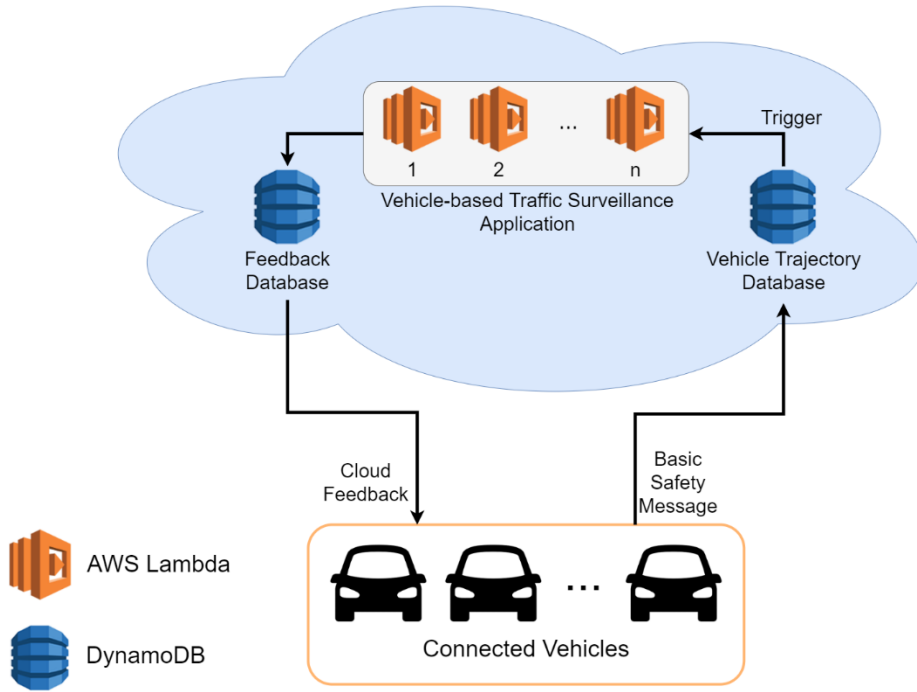 Trigger
...
1
2
n
Vehicle-based Traffic Surveillance
Application
Feedback
Database
Vehicle Trajectory
Database
Cloud
Feedback
Basic
Safety
Message
...
Connected Vehicles
AWS Lambda
DynamoDB